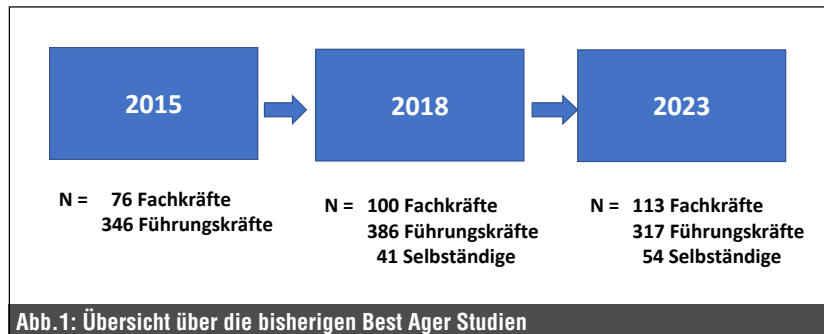 2015
2018
2023
N = 76 Fachkräfte
346 Führungskräfte
N = 100 Fachkräfte
386 Führungskräfte
41 Selbständige
N = 113 Fachkräfte
317 Führungskräfte
54 Selbständige
Abb.1: Übersicht über die bisherigen Best Ager Studien